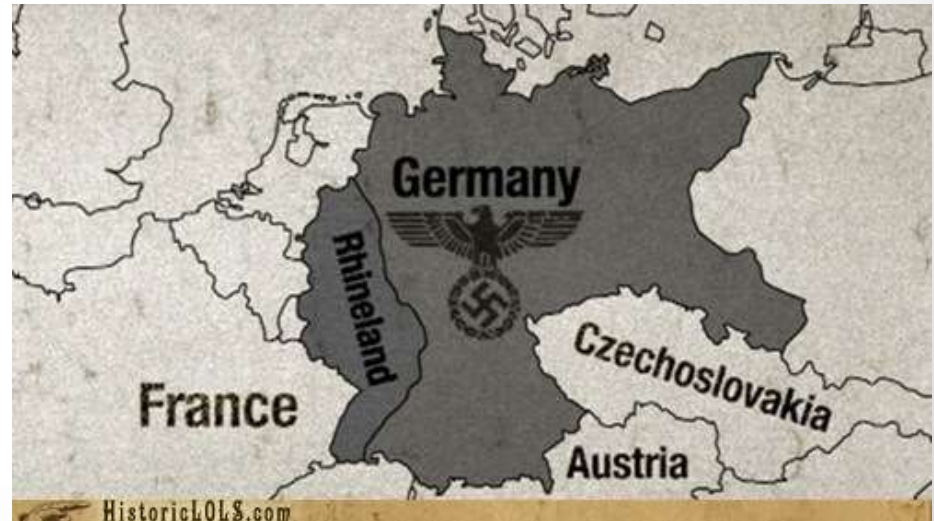 Germany
Rhineland
Czechoslovakia
France
Austria
HistoricLOLS.com